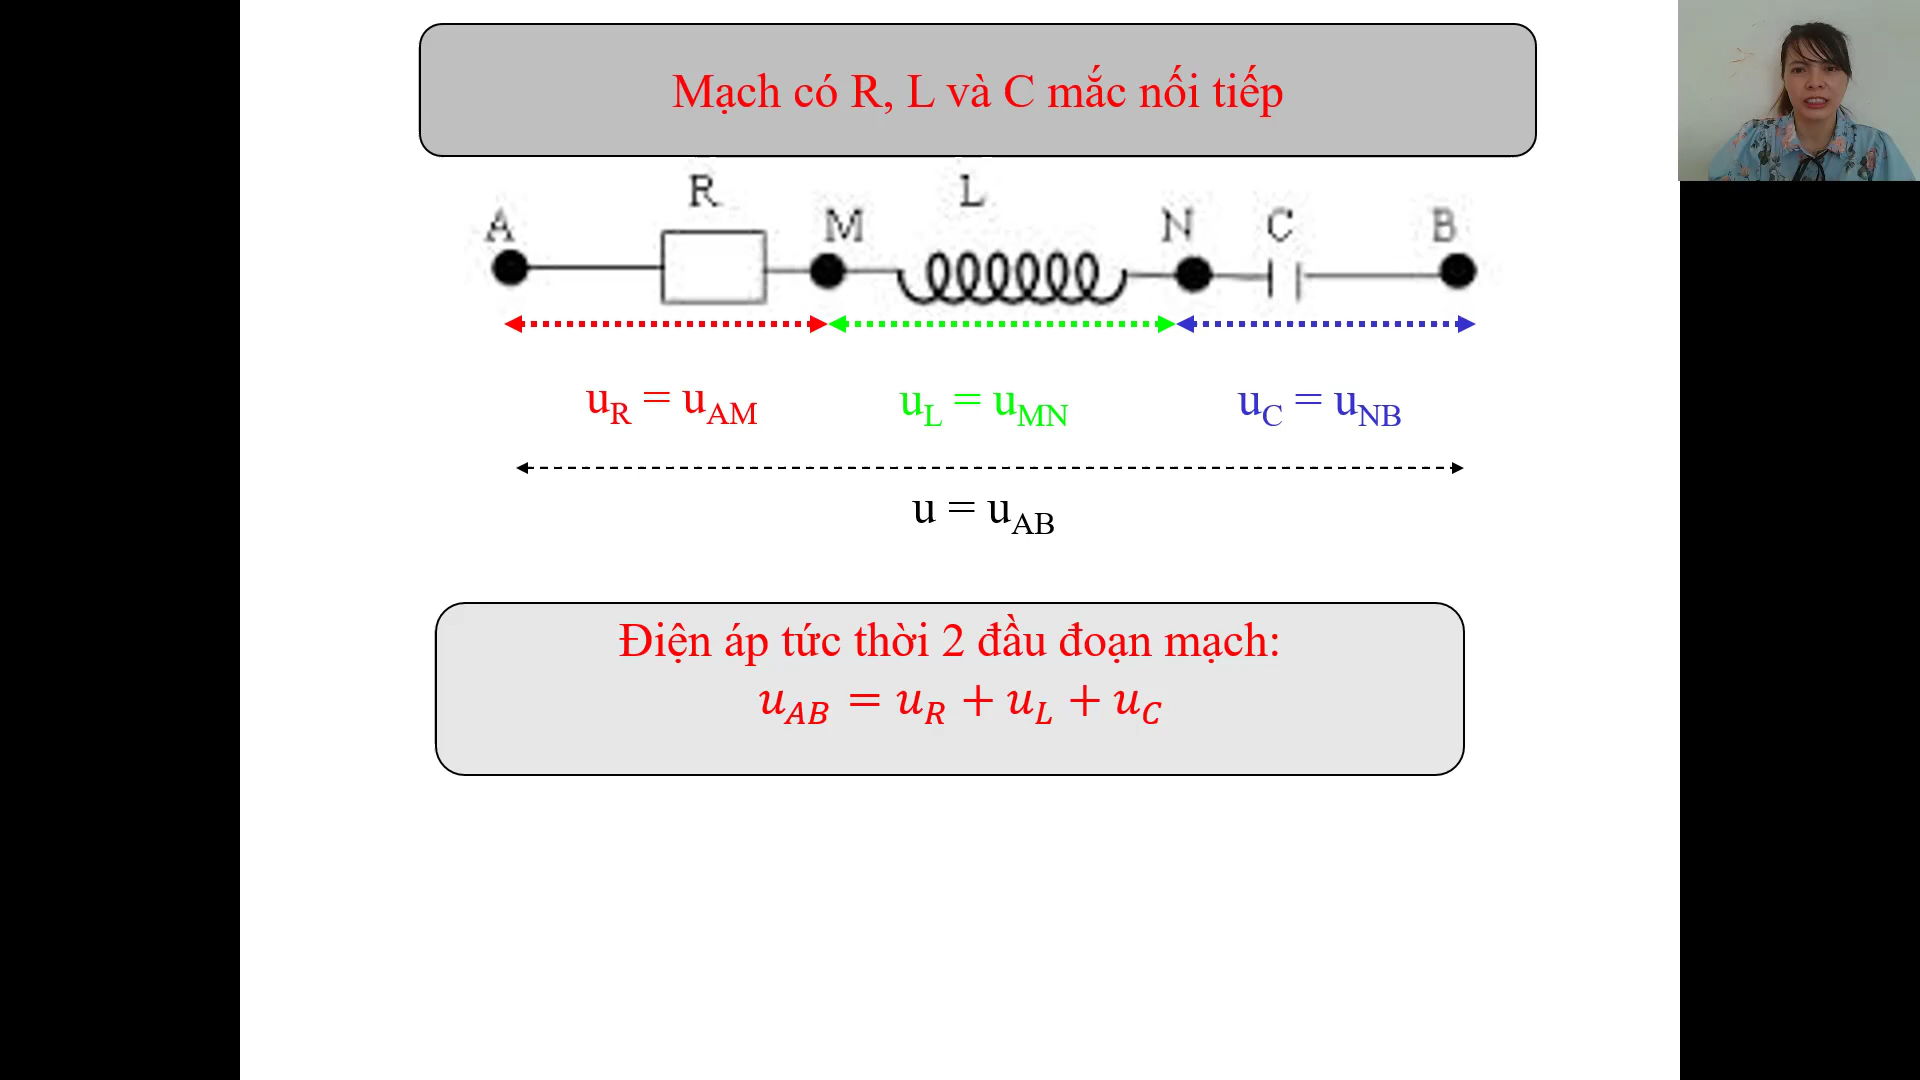 Mạch có R, L và C mắc nối tiếp
A R M L N C B
u_R = u_AM u_L = u_MN u_C = u_NB
u = u_AB
Điện áp tức thời 2 đầu đoạn mạch:
u_AB = u_R + u_L + u_C